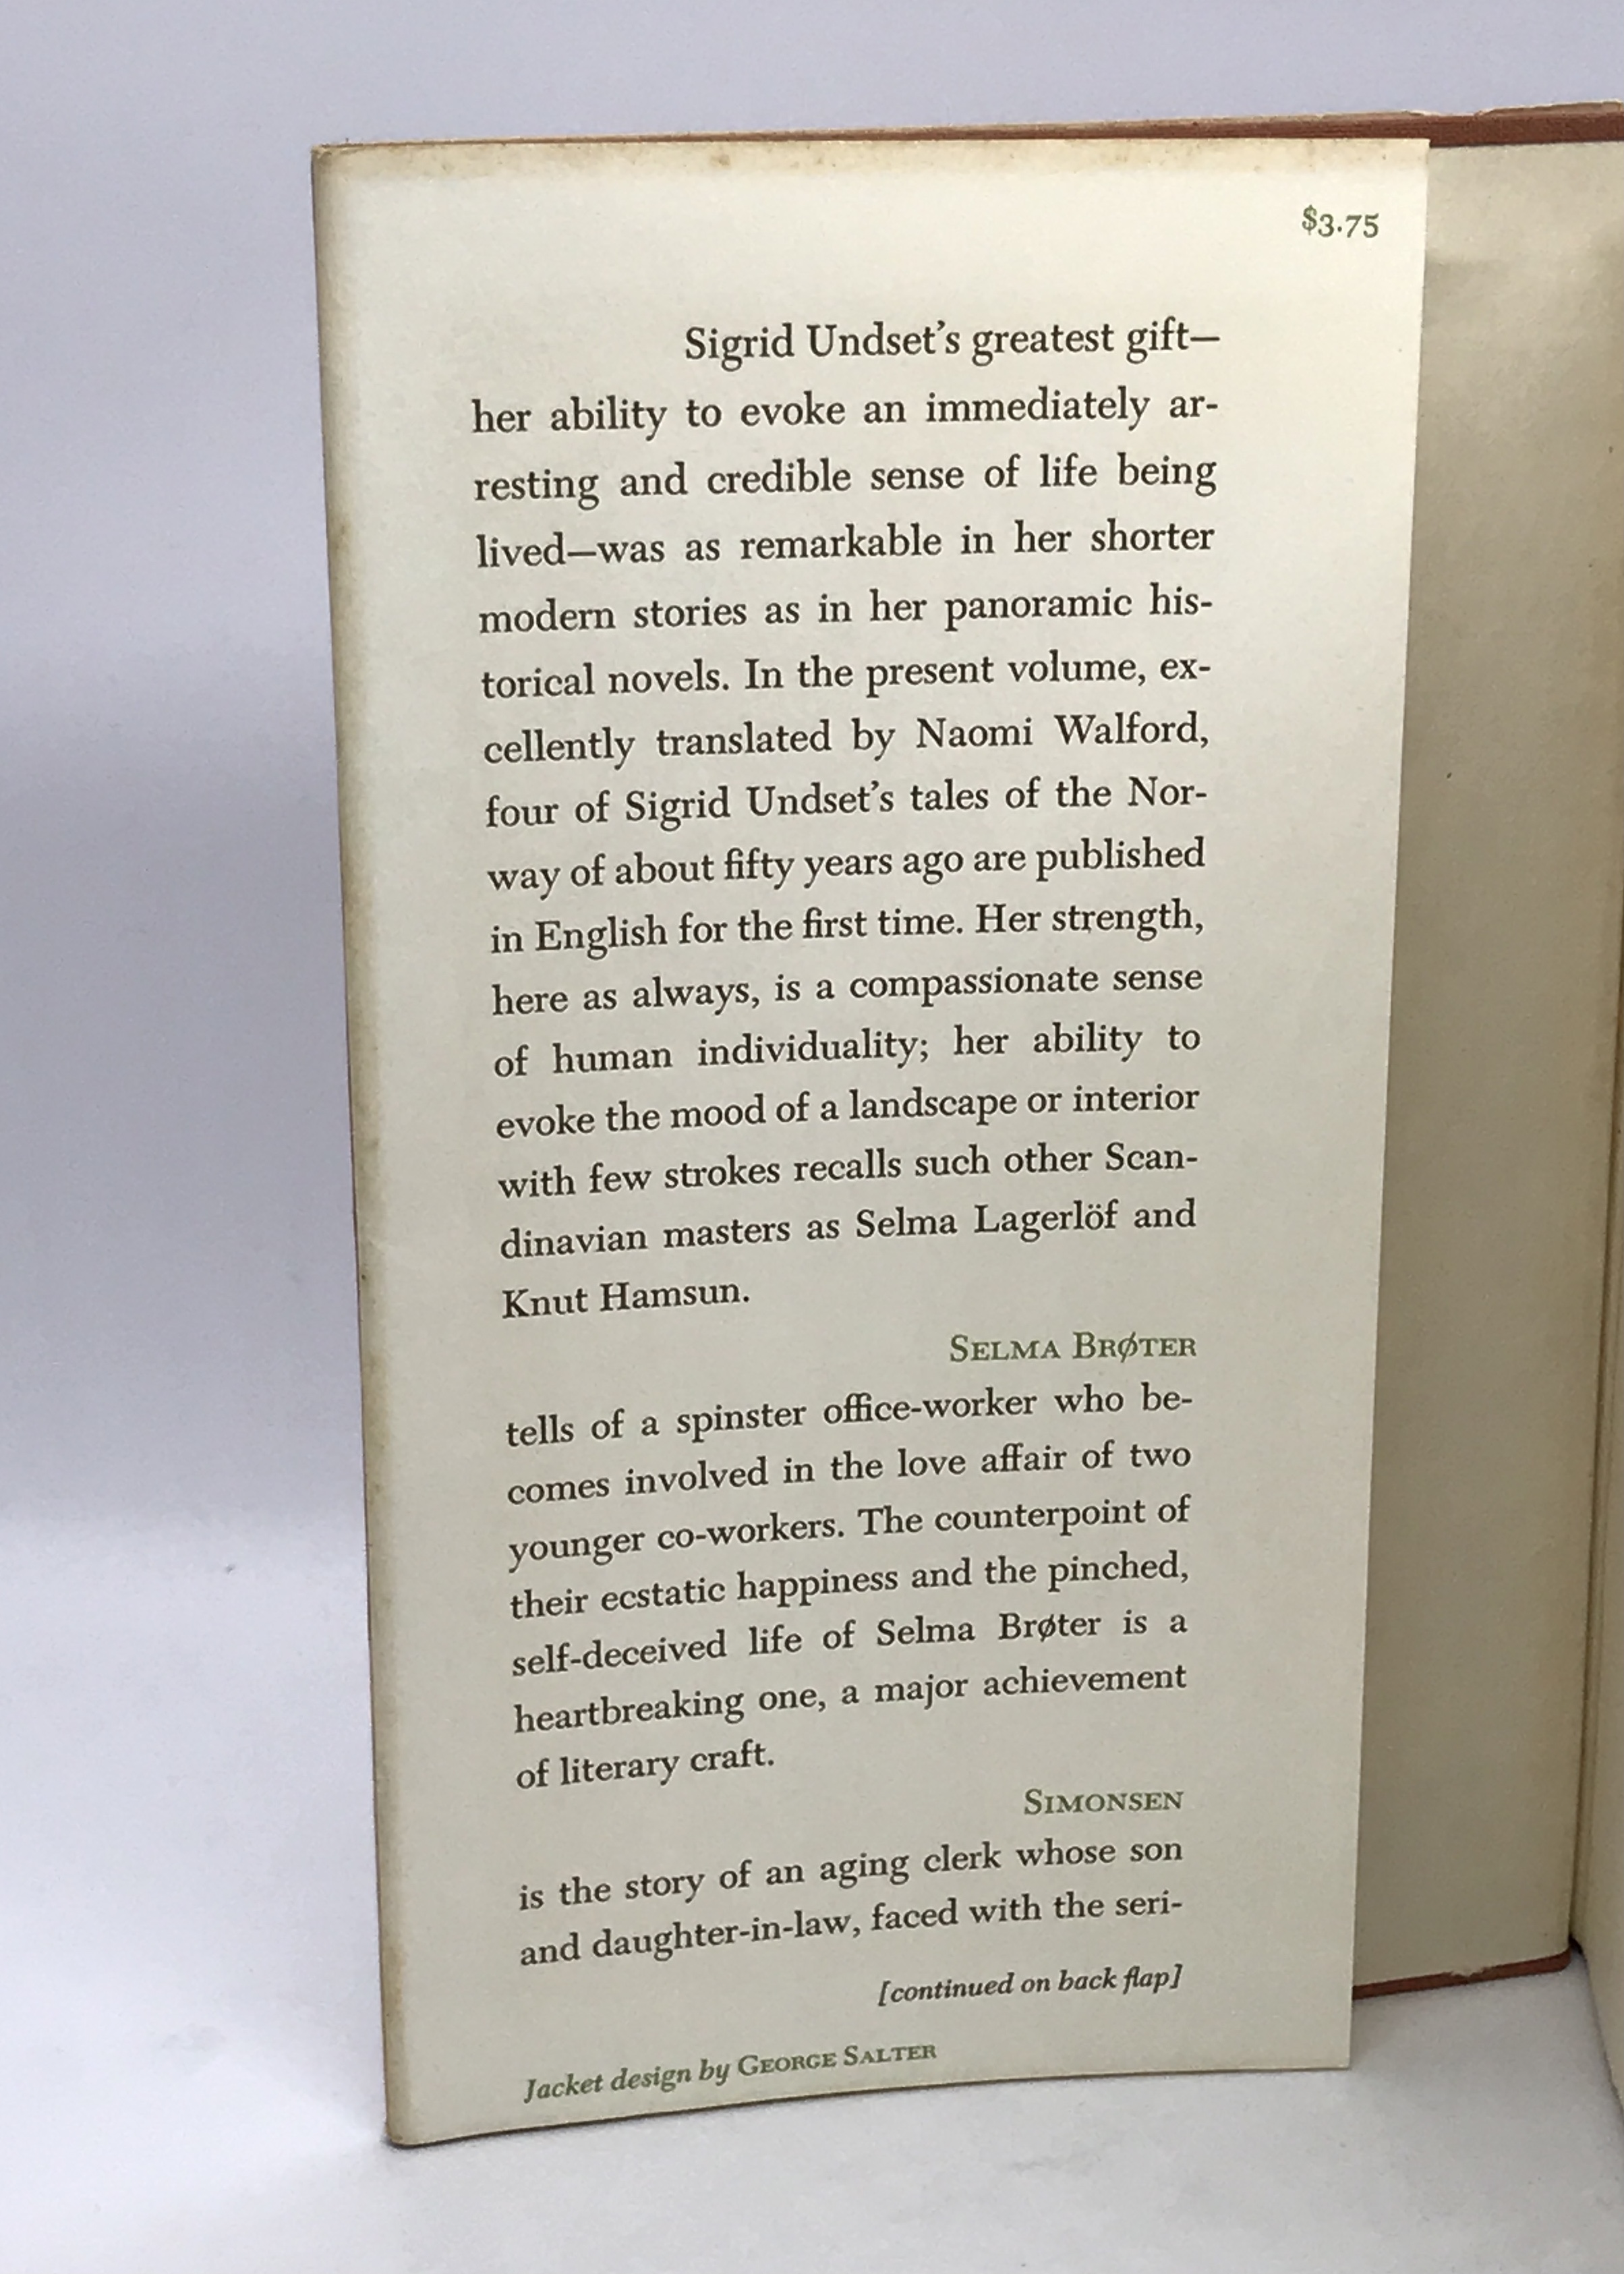 $3.75
Sigrid Undset's greatest gift—
her ability to evoke an immediately ar-
resting and credible sense of life being
lived—was as remarkable in her shorter
modern stories as in her panoramic his-
torical novels. In the present volume, ex-
cellently translated by Naomi Walford,
four of Sigrid Undset's tales of the Nor-
way of about fifty years ago are published
in English for the first time. Her strength,
here as always, is a compassionate sense
of human individuality; her ability to
evoke the mood of a landscape or interior
with few strokes recalls such other Scan-
dinavian masters as Selma Lagerlöf and
Knut Hamsun.
SELMA BRØTER
tells of a spinster office-worker who be-
comes involved in the love affair of two
younger co-workers. The counterpoint of
their ecstatic happiness and the pinched,
self-deceived life of Selma Brøter is a
heartbreaking one, a major achievement
of literary craft.
SIMONSEN
is the story of an aging clerk whose son
and daughter-in-law, faced with the seri-
[continued on back flap]
Jacket design by GEORGE SALTER